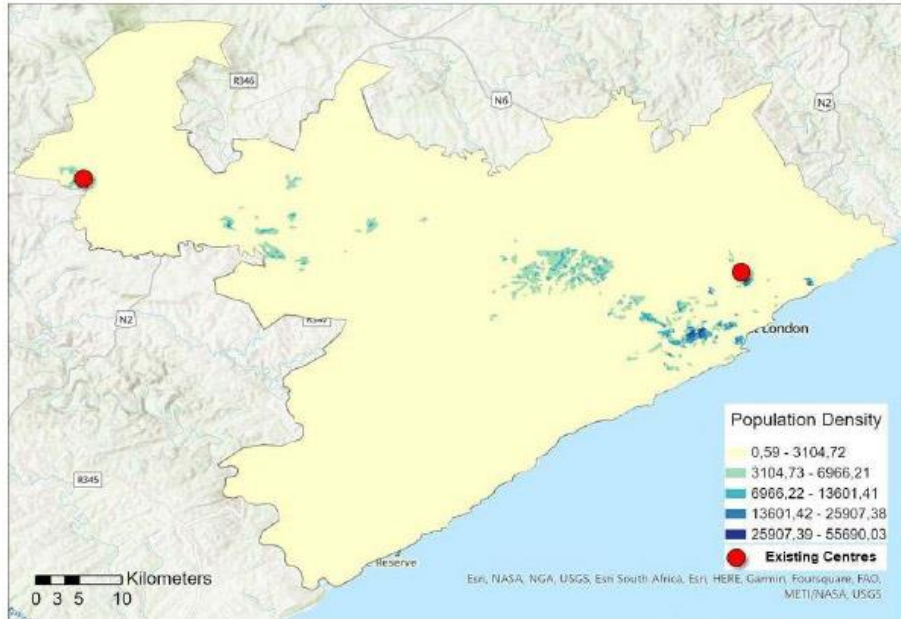 R346
N6
N2
N2
R345
London
Reserve
Population Density
0,59 - 3104,72
3104,73 - 6966,21
6966,22 - 13601,41
13601,42 - 25907,38
25907,39 - 55690,03
Existing Centres
Kilometers
0 3 5 10
Esri, NASA, NGA, USGS, Esri South Africa, Esri, HERE, Garmin, Foursquare, FAO,
METI/NASA, USGS